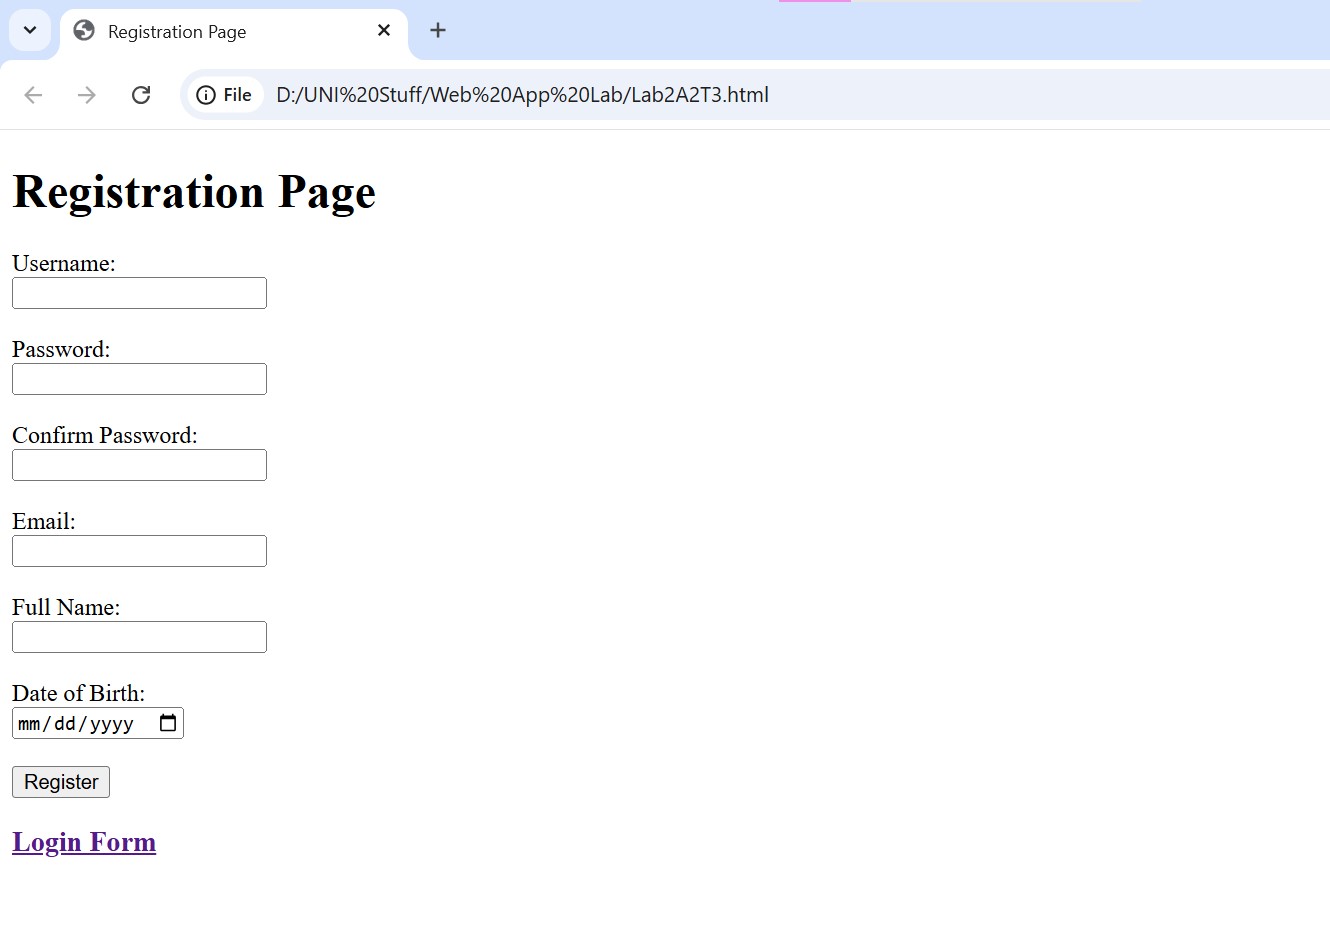 Registration Page
File D:/UNI%20Stuff/Web%20App%20Lab/Lab2A2T3.html
Registration Page
Username:
Password:
Confirm Password:
Email:
Full Name:
Date of Birth:
mm/dd/yyyy
Register
Login Form